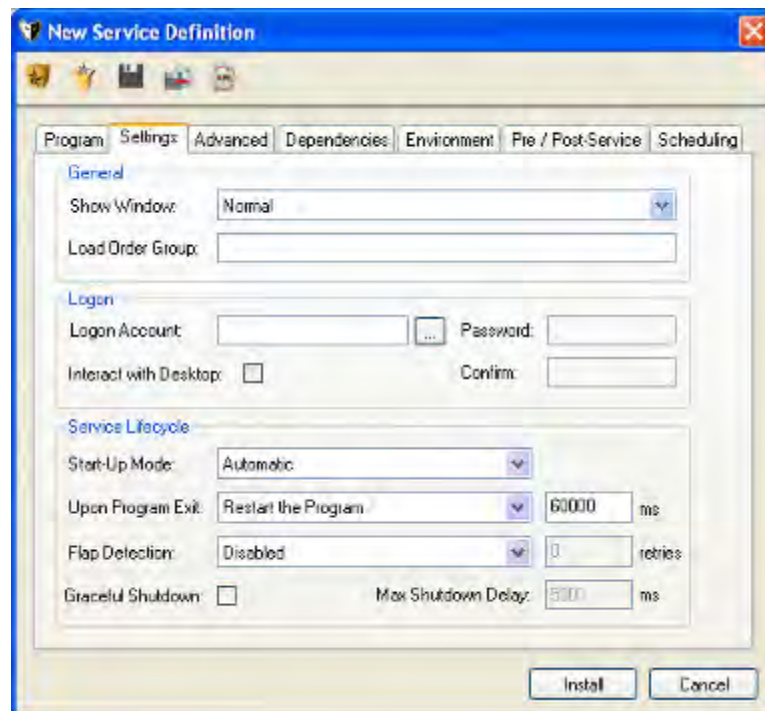 New Service Definition
Program Settings Advanced Dependencies Environment Pre / Post-Service Scheduling
General
Show Window: Normal
Load Order Group:
Logon
Logon Account: ... Password:
Interact with Desktop: Confirm:
Service Lifecycle
Start-Up Mode: Automatic
Upon Program Exit: Restart the Program 60000 ms
Flap Detection: Disabled 0 retries
Graceful Shutdown: Max Shutdown Delay: 5000 ms
Install Cancel